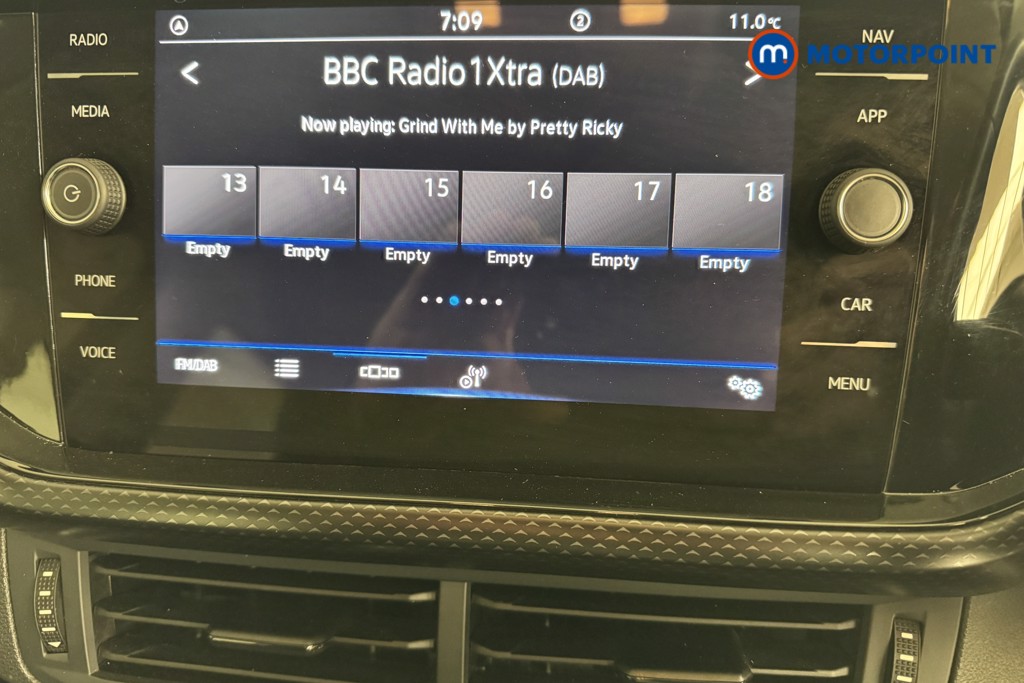 7:09 2 11.0°C
RADIO
NAV
m. MOTORPOINT
< BBC Radio 1Xtra (DAB) >
MEDIA
APP
Now playing: Grind With Me by Pretty Ricky
13 14 15 16 17 18
Empty Empty Empty Empty Empty Empty
PHONE
CAR
VOICE
FM/DAB
MENU